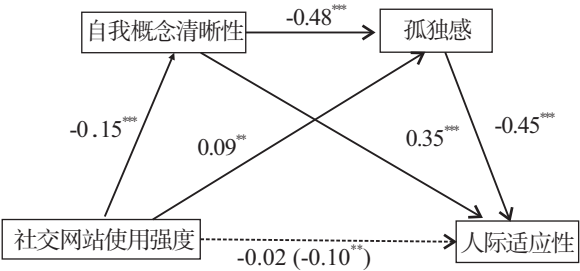 自我概念清晰性
-0.48***
孤独感
-0.15***
0.09**
0.35***
-0.45***
社交网站使用强度
-0.02 (-0.10**)
人际适应性